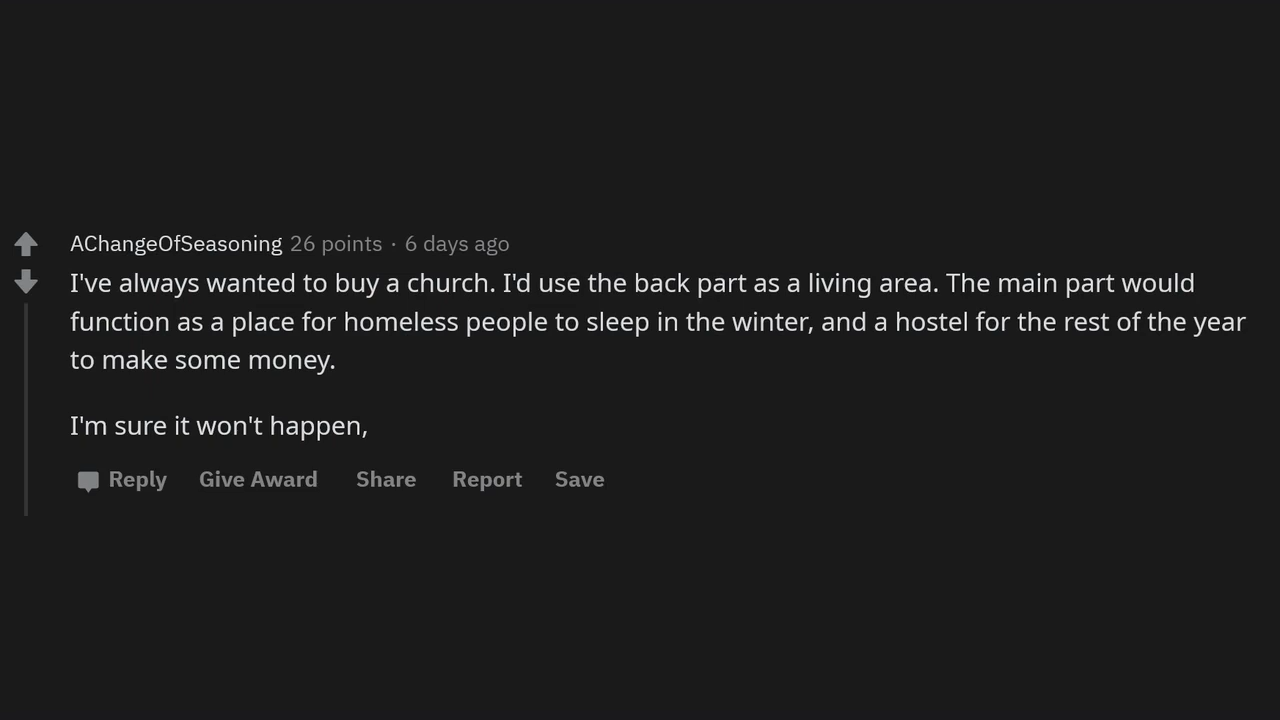 AChangeOfSeasoning 26 points · 6 days ago
I've always wanted to buy a church. I'd use the back part as a living area. The main part would
function as a place for homeless people to sleep in the winter, and a hostel for the rest of the year
to make some money.
I'm sure it won't happen,
Reply Give Award Share Report Save